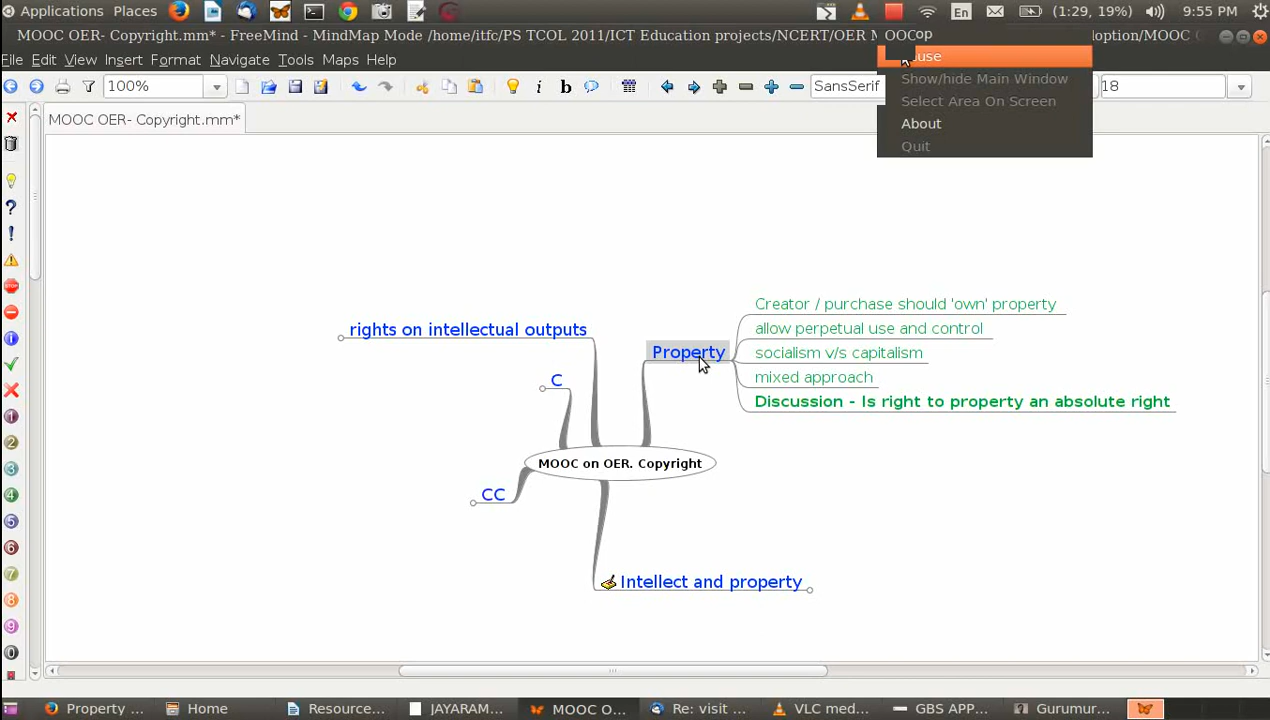 Applications Places En (1:29, 19%) 9:55 PM
MOOC OER- Copyright.mm* - FreeMind - MindMap Mode /home/itfc/PS TCOL 2011/ICT Education projects/NCERT/OER M
doption/MOOC
File Edit View Insert Format Navigate Tools Maps Help
Show/hide Main Window
Select Area On Screen
About
Quit
100% i b SansSerif 18
MOOC OER- Copyright.mm*
Creator / purchase should 'own' property
rights on intellectual outputs
allow perpetual use and control
Property
socialism v/s capitalism
C
mixed approach
Discussion - Is right to property an absolute right
MOOC on OER. Copyright
CC
Intellect and property
Property ... Home Resource... JAYARAM... MOOC O... Re: visit ... VLC med... GBS APP... Gurumur...